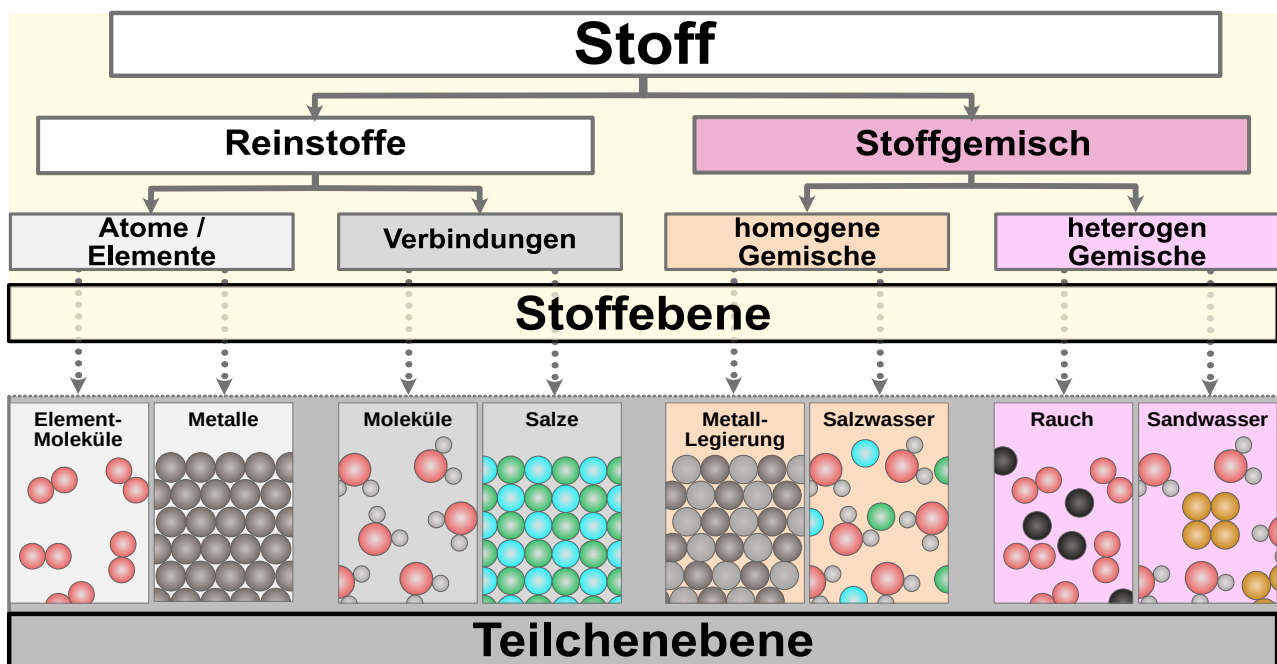 Stoff
Reinstoffe
Stoffgemisch
Atome /
Elemente
Verbindungen
homogene
Gemische
heterogen
Gemische
Stoffebene
Element-
Moleküle
Metalle
Moleküle
Salze
Metall-
Legierung
Salzwasser
Rauch
Sandwasser
Teilchenebene